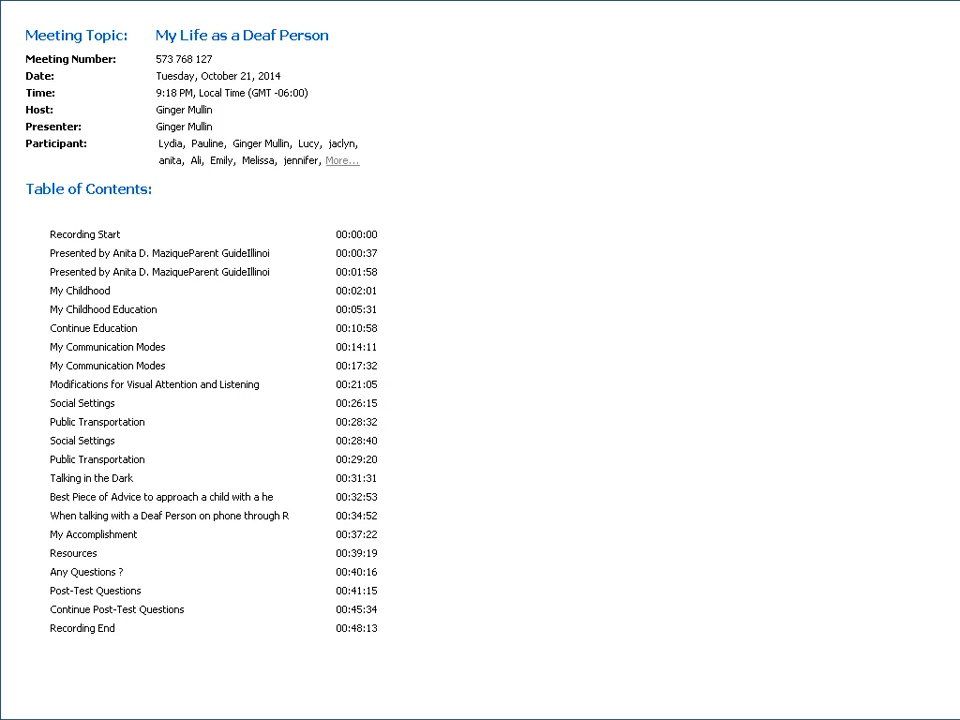 Meeting Topic: My Life as a Deaf Person
Meeting Number: 573 768 127
Date: Tuesday, October 21, 2014
Time: 9:18 PM, Local Time (GMT -06:00)
Host: Ginger Mullin
Presenter: Ginger Mullin
Participant: Lydia, Pauline, Ginger Mullin, Lucy, jaclyn,
anita, Ali, Emily, Melissa, jennifer, More...
Table of Contents:
Recording Start 00:00:00
Presented by Anita D. MaziqueParent GuideIllinoi 00:00:37
Presented by Anita D. MaziqueParent GuideIllinoi 00:01:58
My Childhood 00:02:01
My Childhood Education 00:05:31
Continue Education 00:10:58
My Communication Modes 00:14:11
My Communication Modes 00:17:32
Modifications for Visual Attention and Listening 00:21:05
Social Settings 00:26:15
Public Transportation 00:28:32
Social Settings 00:28:40
Public Transportation 00:29:20
Talking in the Dark 00:31:31
Best Piece of Advice to approach a child with a he 00:32:53
When talking with a Deaf Person on phone through R 00:34:52
My Accomplishment 00:37:22
Resources 00:39:19
Any Questions ? 00:40:16
Post-Test Questions 00:41:15
Continue Post-Test Questions 00:45:34
Recording End 00:48:13